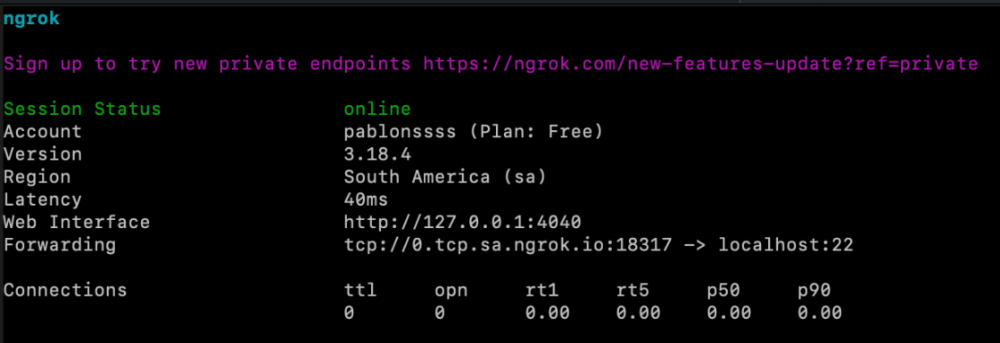 ngrok
Sign up to try new private endpoints https://ngrok.com/new-features-update?ref=private
Session Status online
Account pablonssss (Plan: Free)
Version 3.18.4
Region South America (sa)
Latency 40ms
Web Interface http://127.0.0.1:4040
Forwarding tcp://0.tcp.sa.ngrok.io:18317 -> localhost:22
Connections ttl opn rt1 rt5 p50 p90
0 0 0.00 0.00 0.00 0.00